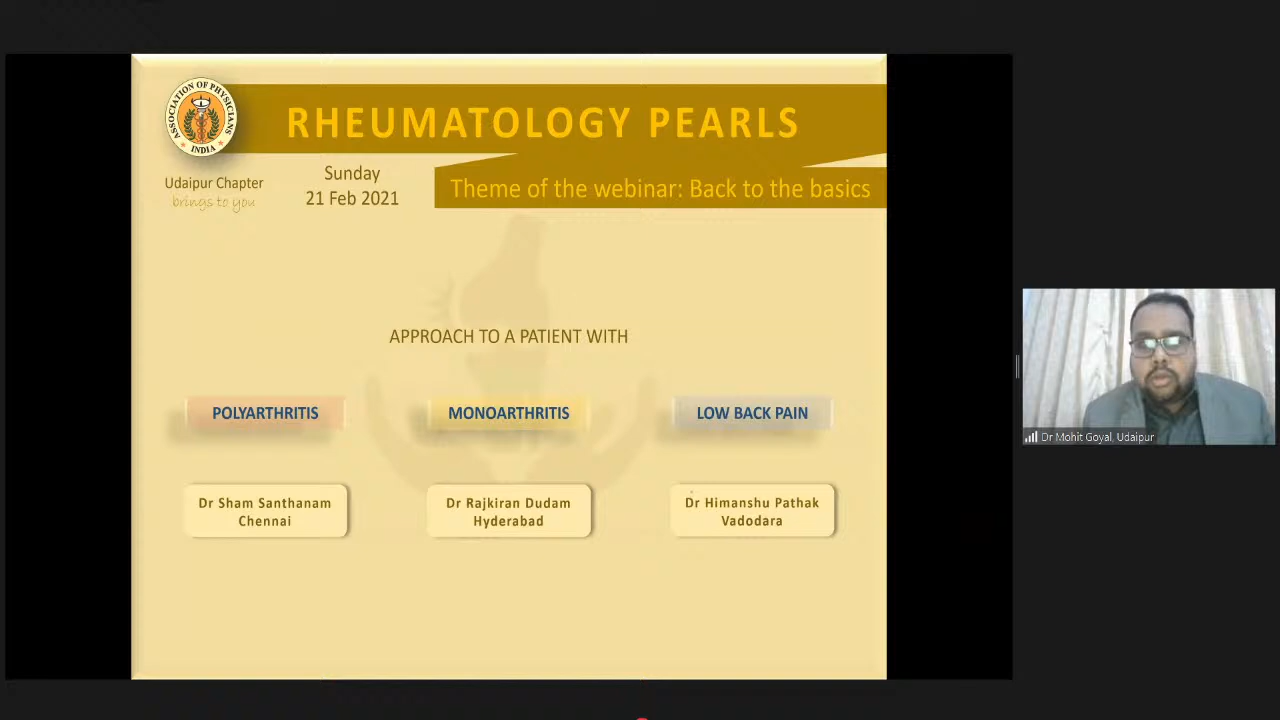 ASSOCIATION OF PHYSICIANS
INDIA
RHEUMATOLOGY PEARLS
Udaipur Chapter
brings to you
Sunday
21 Feb 2021
Theme of the webinar: Back to the basics
APPROACH TO A PATIENT WITH
POLYARTHRITIS
MONOARTHRITIS
LOW BACK PAIN
Dr Sham Santhanam
Chennai
Dr Rajkiran Dudam
Hyderabad
Dr Himanshu Pathak
Vadodara
Dr Mohit Goyal, Udaipur